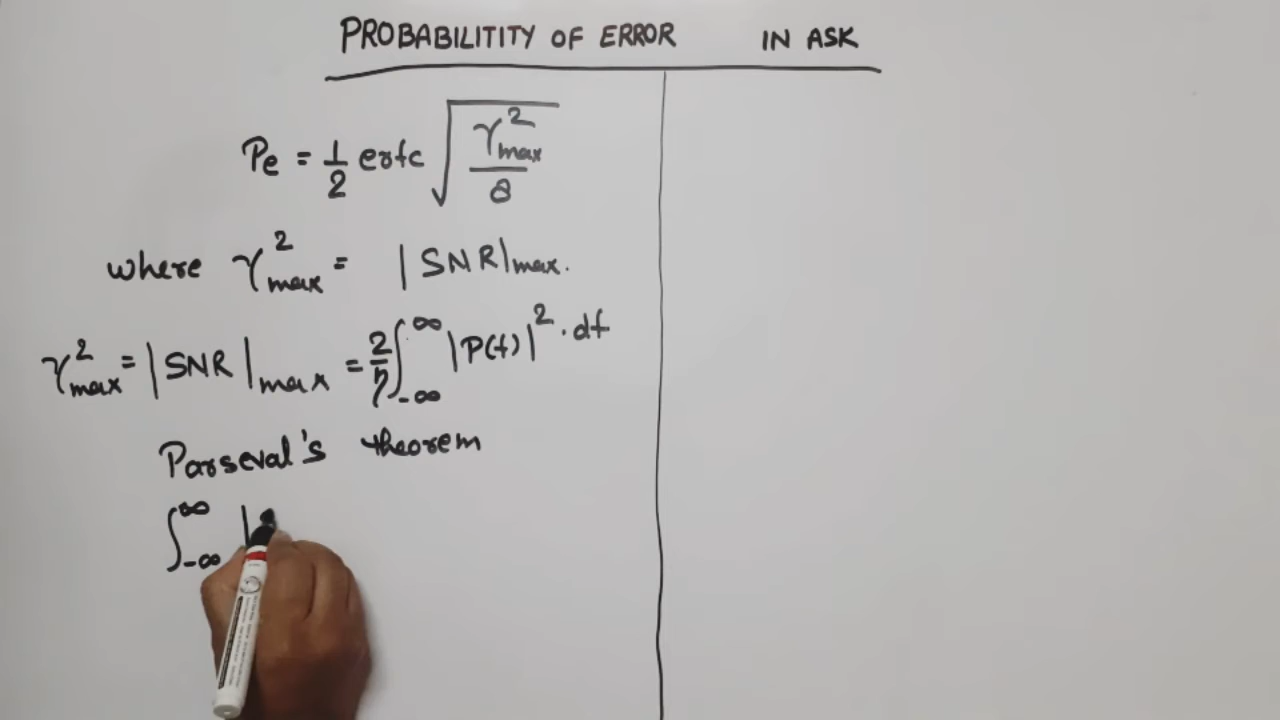 PROBABILITITY OF ERROR IN ASK
Pe = 1/2 erfc √(γ²max/8)
where γ²max = |SNR|max.
γ²max = |SNR|max = 2/η ∫_{-∞}^{∞} |P(f)|² · df
Parseval's theorem
∫_{-∞}^{∞} |